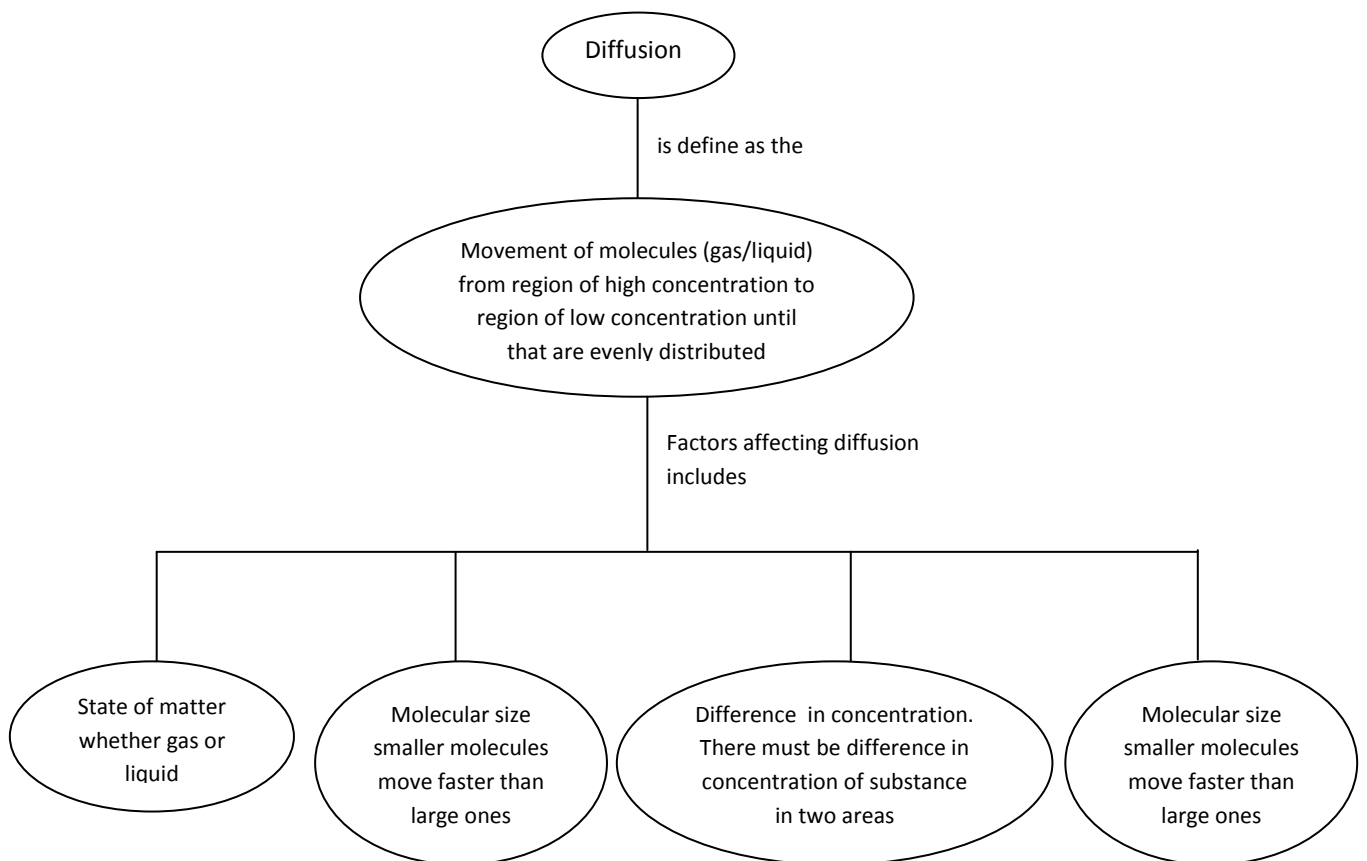 Diffusion
is define as the
Movement of molecules (gas/liquid)
from region of high concentration to
region of low concentration until
that are evenly distributed
Factors affecting diffusion
includes
State of matter
whether gas or
liquid
Molecular size
smaller molecules
move faster than
large ones
Difference in concentration.
There must be difference in
concentration of substance
in two areas
Molecular size
smaller molecules
move faster than
large ones